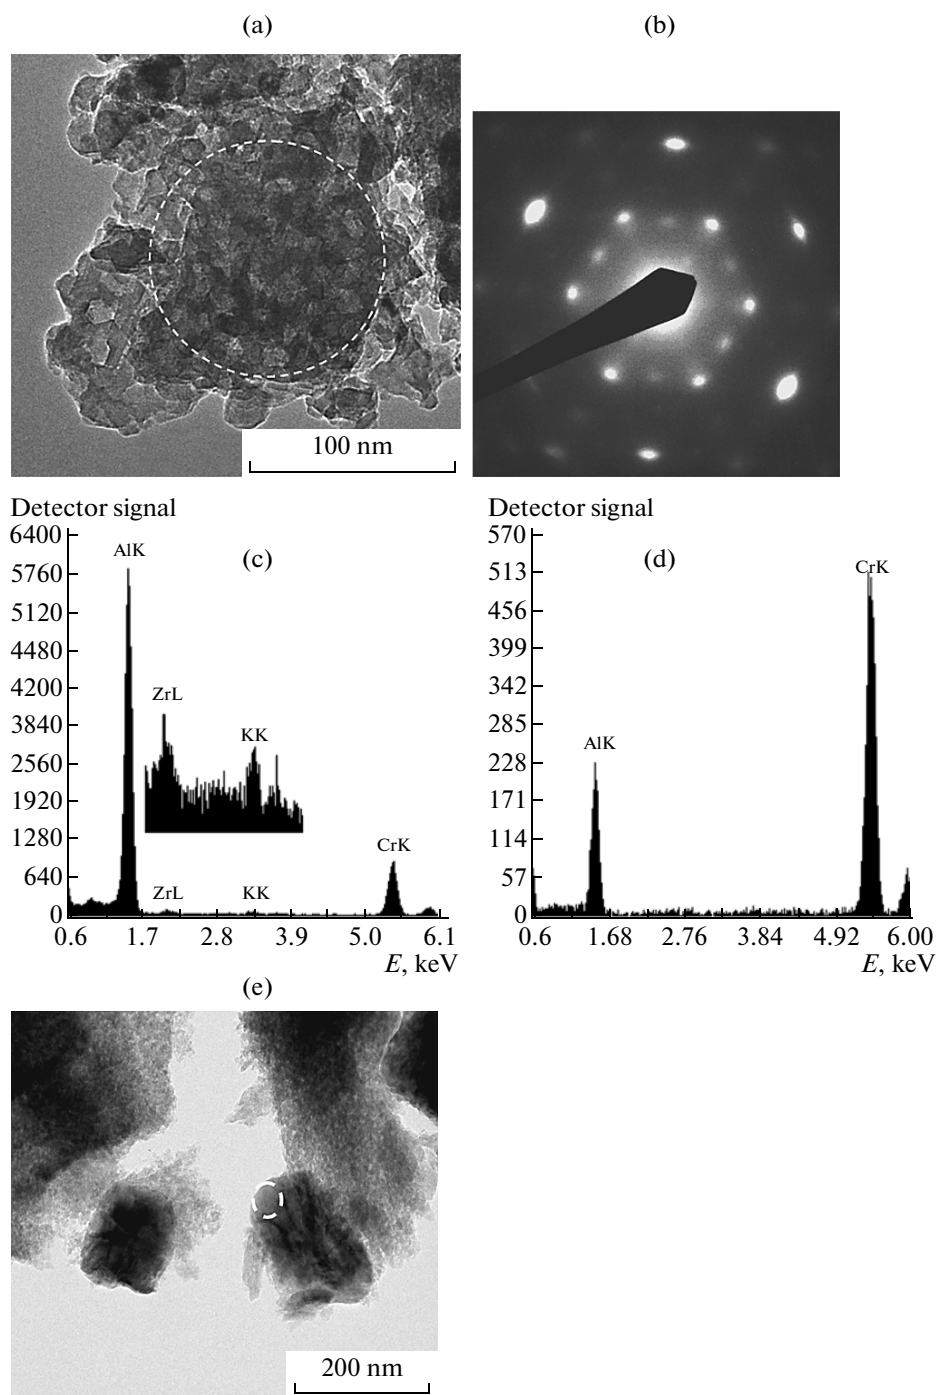 (a)
(b)
100 nm
Detector signal
6400
5760
5120
4480
4200
3840
2560
1920
1280
640
0
(c)
AlK
ZrL
KK
ZrL
KK
CrK
0.6 1.7 2.8 3.9 5.0 6.1
E, keV
Detector signal
570
513
456
399
342
285
228
171
114
57
0
(d)
CrK
AlK
0.6 1.68 2.76 3.84 4.92 6.00
E, keV
(e)
200 nm